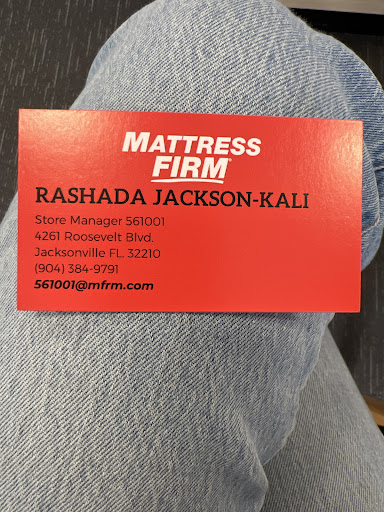 MATTRESS
FIRM
RASHADA JACKSON-KALI
Store Manager 561001
4261 Roosevelt Blvd.
Jacksonville FL. 32210
(904) 384-9791
561001@mfrm.com